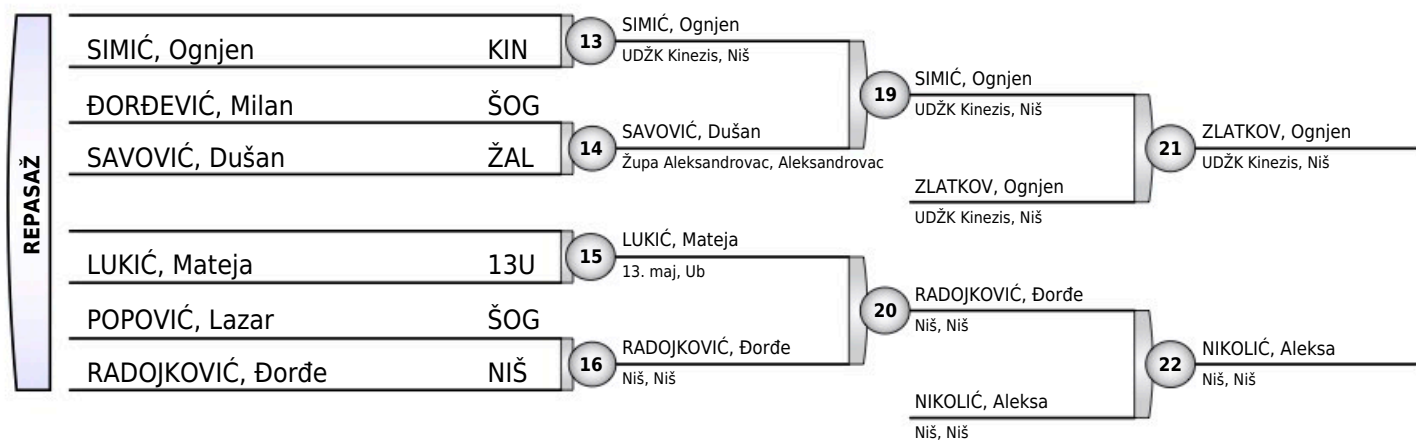 REPASAŽ
SIMIĆ, Ognjen KIN
ĐORĐEVIĆ, Milan ŠOG
SAVOVIĆ, Dušan ŽAL
LUKIĆ, Mateja 13U
POPOVIĆ, Lazar ŠOG
RADOJKOVIĆ, Đorđe NIŠ
13
SIMIĆ, Ognjen
UDŽK Kinezis, Niš
14
SAVOVIĆ, Dušan
Župa Aleksandrovac, Aleksandrovac
15
LUKIĆ, Mateja
13. maj, Ub
16
RADOJKOVIĆ, Đorđe
Niš, Niš
19
SIMIĆ, Ognjen
UDŽK Kinezis, Niš
ZLATKOV, Ognjen
UDŽK Kinezis, Niš
20
RADOJKOVIĆ, Đorđe
Niš, Niš
NIKOLIĆ, Aleksa
Niš, Niš
21
ZLATKOV, Ognjen
UDŽK Kinezis, Niš
22
NIKOLIĆ, Aleksa
Niš, Niš